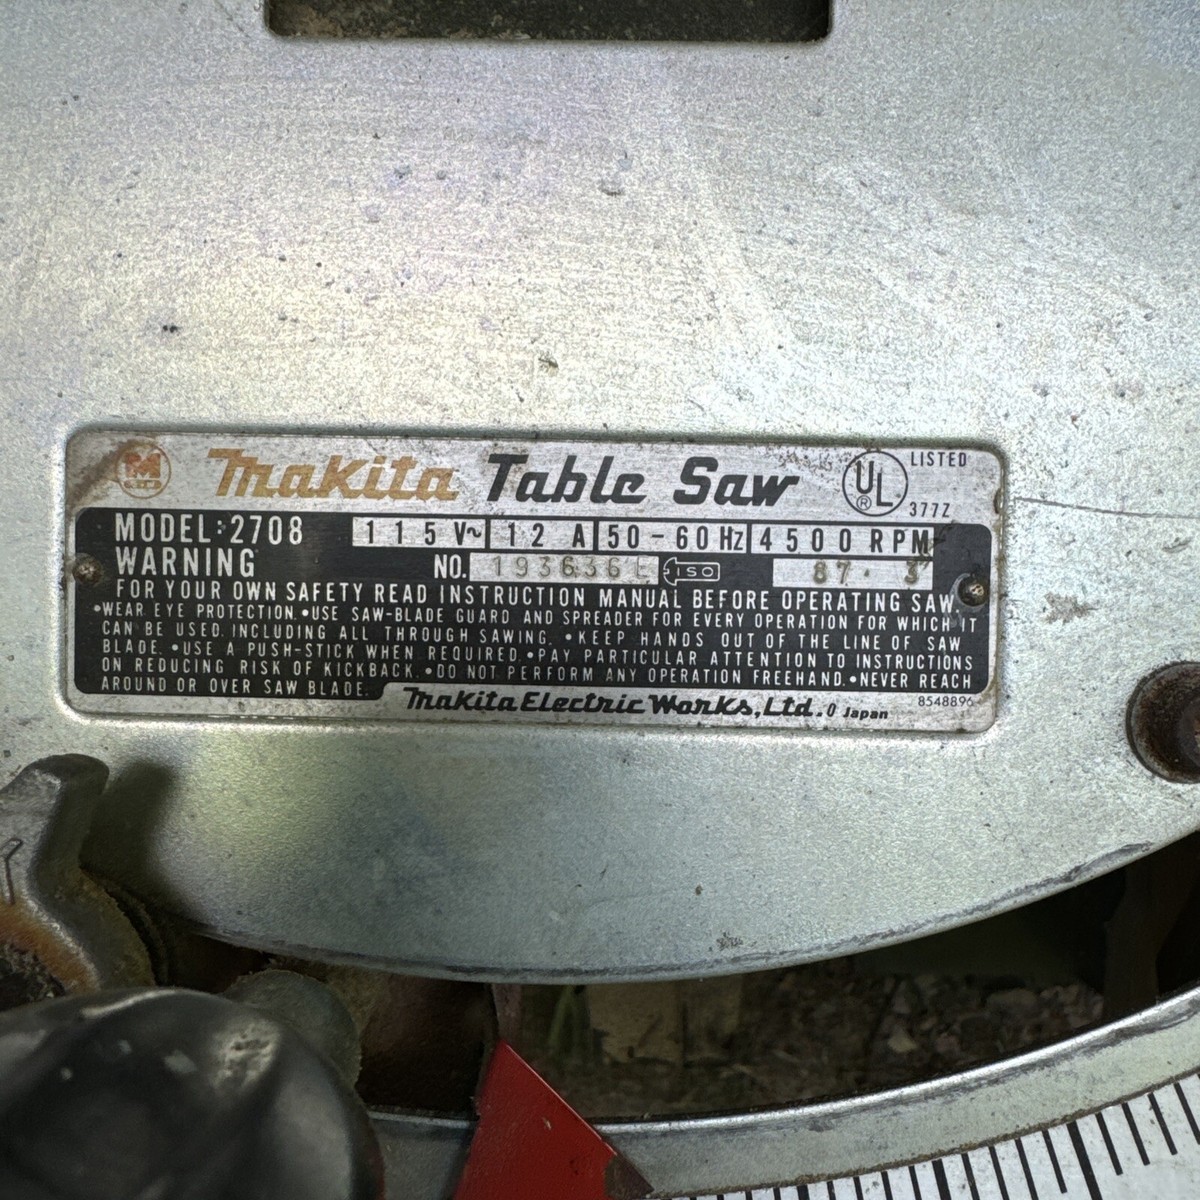 M
Makita Table Saw UL ® LISTED 377Z
MODEL:2708 115V~ 12 A 50-60Hz 4500RPM
WARNING NO. 193636E ISO 87. 3
FOR YOUR OWN SAFETY READ INSTRUCTION MANUAL BEFORE OPERATING SAW.
•WEAR EYE PROTECTION.•USE SAW-BLADE GUARD AND SPREADER FOR EVERY OPERATION FOR WHICH IT
CAN BE USED INCLUDING ALL THROUGH SAWING. •KEEP HANDS OUT OF THE LINE OF SAW
BLADE. •USE A PUSH-STICK WHEN REQUIRED.•PAY PARTICULAR ATTENTION TO INSTRUCTIONS
ON REDUCING RISK OF KICKBACK.•DO NOT PERFORM ANY OPERATION FREEHAND.•NEVER REACH
AROUND OR OVER SAW BLADE.
Makita Electric Works, Ltd. O Japan 8548896